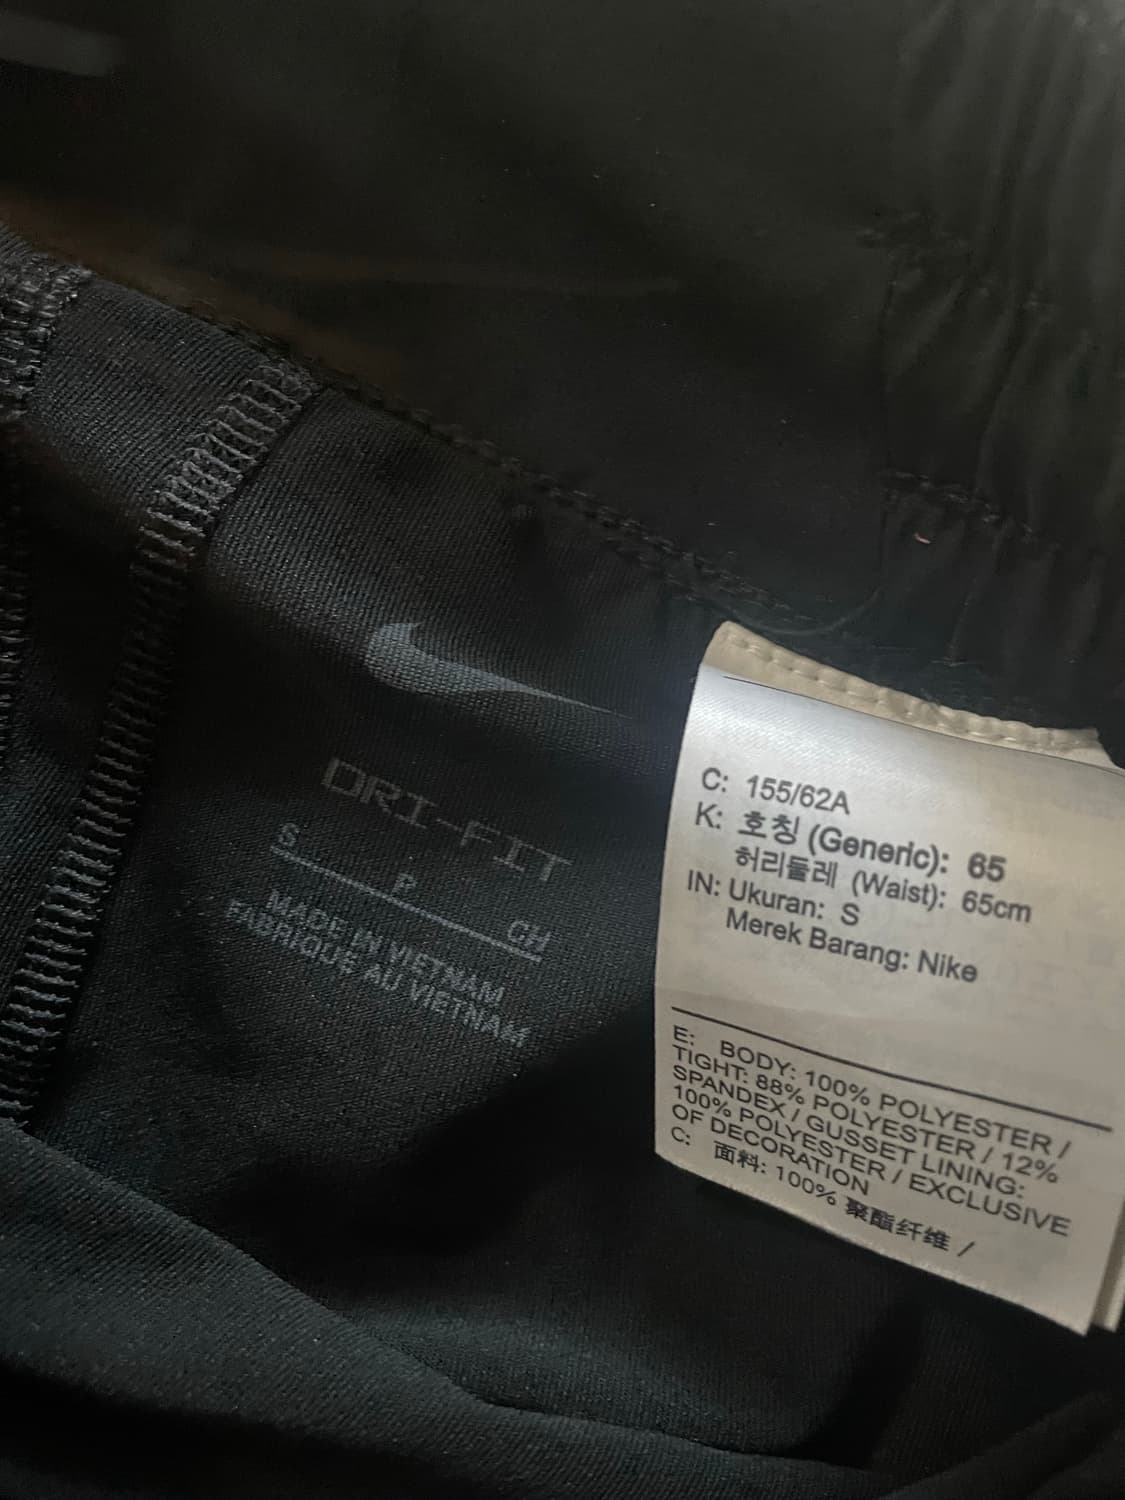 DRI-FIT
S P CH
MADE IN VIETNAM
FABRIQUÉ AU VIETNAM
C: 155/62A
K: 호칭 (Generic): 65
허리둘레 (Waist): 65cm
IN: Ukuran: S
Merek Barang: Nike
E: BODY: 100% POLYESTER /
TIGHT: 88% POLYESTER / 12%
SPANDEX / GUSSET LINING:
100% POLYESTER / EXCLUSIVE
OF DECORATION
C: 面料: 100% 聚酯纤维 /